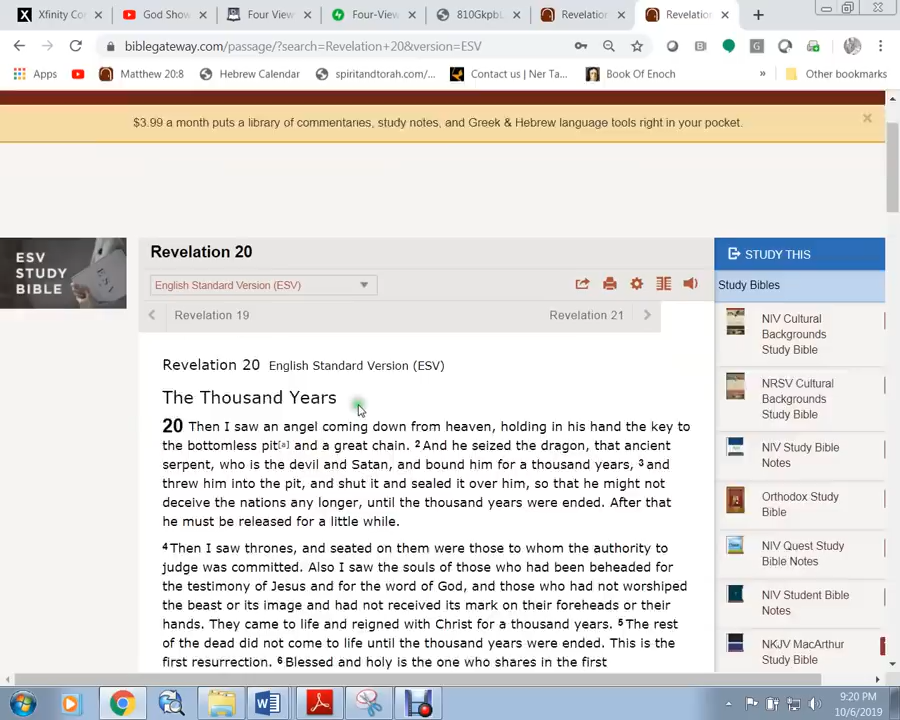 Xfinity Co
God Show
Four View
Four-View
810GkpbL
Revelation
Revelation
biblegateway.com/passage/?search=Revelation+20&version=ESV
Apps
Matthew 20:8
Hebrew Calendar
spiritandtorah.com/...
Contact us | Ner Ta...
Book Of Enoch
»
Other bookmarks
$3.99 a month puts a library of commentaries, study notes, and Greek & Hebrew language tools right in your pocket.
ESV
STUDY
BIBLE
Revelation 20
English Standard Version (ESV)
Revelation 19
Revelation 21
Revelation 20 English Standard Version (ESV)
The Thousand Years
20 Then I saw an angel coming down from heaven, holding in his hand the key to
the bottomless pit[a] and a great chain. 2 And he seized the dragon, that ancient
serpent, who is the devil and Satan, and bound him for a thousand years, 3 and
threw him into the pit, and shut it and sealed it over him, so that he might not
deceive the nations any longer, until the thousand years were ended. After that
he must be released for a little while.
4 Then I saw thrones, and seated on them were those to whom the authority to
judge was committed. Also I saw the souls of those who had been beheaded for
the testimony of Jesus and for the word of God, and those who had not worshiped
the beast or its image and had not received its mark on their foreheads or their
hands. They came to life and reigned with Christ for a thousand years. 5 The rest
of the dead did not come to life until the thousand years were ended. This is the
first resurrection. 6 Blessed and holy is the one who shares in the first
STUDY THIS
Study Bibles
NIV Cultural
Backgrounds
Study Bible
NRSV Cultural
Backgrounds
Study Bible
NIV Study Bible
Notes
Orthodox Study
Bible
NIV Quest Study
Bible Notes
NIV Student Bible
Notes
NKJV MacArthur
Study Bible
9:20 PM
10/6/2019